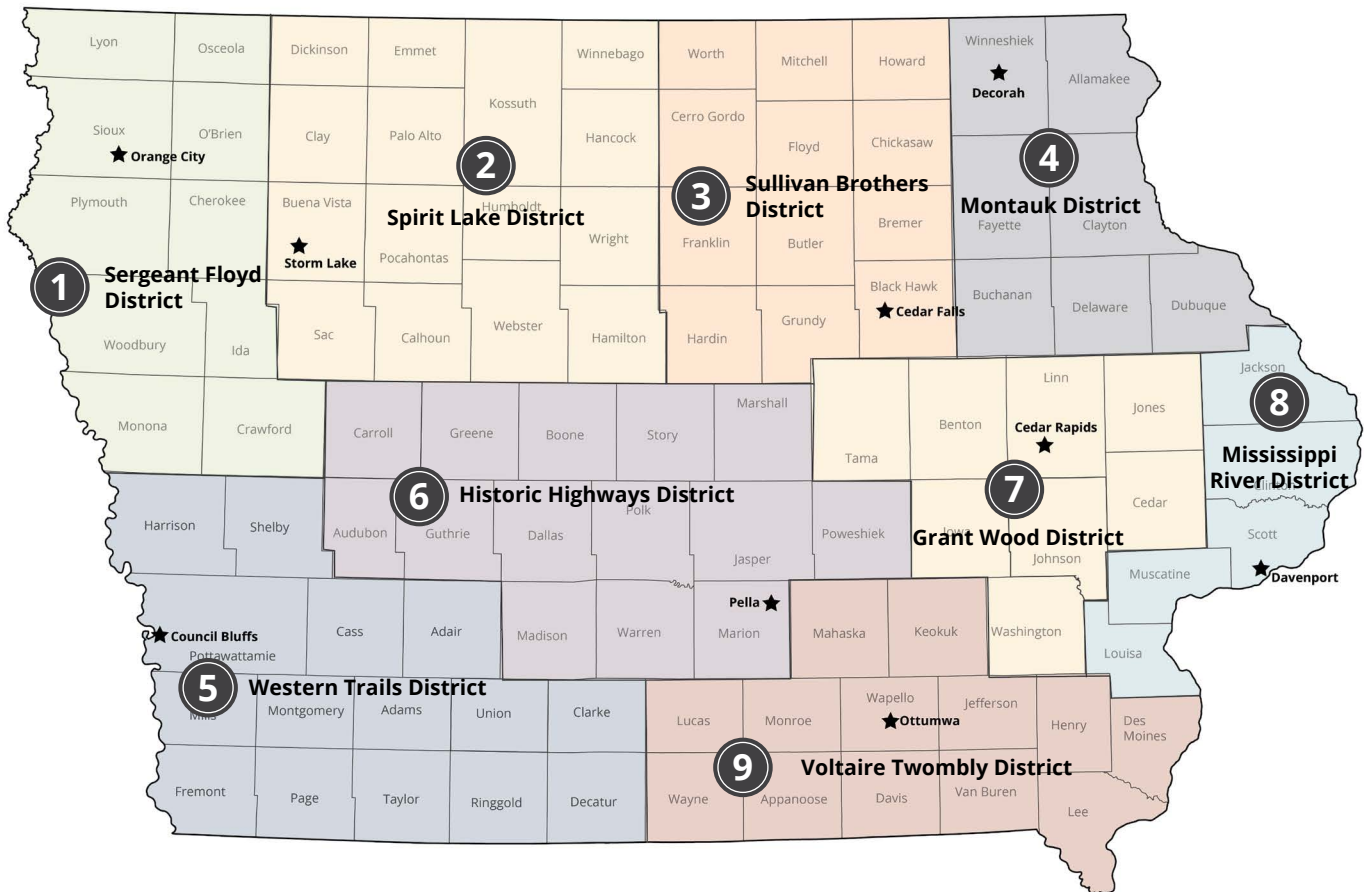 Lyon
Osceola
Dickinson
Emmet
Kossuth
Winnebago
Worth
Mitchell
Howard
Winneshiek
Decorah
Allamakee
Sioux
O'Brien
Orange City
Clay
Palo Alto
Hancock
Cerro Gordo
Floyd
Chickasaw
2
Spirit Lake District
3
Sullivan Brothers
District
4
Montauk District
Plymouth
Cherokee
Buena Vista
Storm Lake
Pocahontas
Humboldt
Wright
Franklin
Butler
Bremer
Fayette
Clayton
1
Sergeant Floyd
District
Woodbury
Ida
Sac
Calhoun
Webster
Hamilton
Hardin
Grundy
Black Hawk
Cedar Falls
Buchanan
Delaware
Dubuque
Monona
Crawford
Carroll
Greene
Boone
Story
Marshall
Tama
Benton
Linn
Cedar Rapids
Jones
Jackson
8
Mississippi
River District
Clinton
6
Historic Highways District
7
Grant Wood District
Harrison
Shelby
Audubon
Guthrie
Dallas
Polk
Jasper
Poweshiek
Iowa
Johnson
Cedar
Scott
Davenport
Muscatine
Council Bluffs
Pottawattamie
Cass
Adair
Madison
Warren
Pella
Marion
Mahaska
Keokuk
Washington
Louisa
5
Western Trails District
Mills
Montgomery
Adams
Union
Clarke
Lucas
Monroe
Wapello
Ottumwa
Jefferson
Henry
Des
Moines
9
Voltaire Twombly District
Fremont
Page
Taylor
Ringgold
Decatur
Wayne
Appanoose
Davis
Van Buren
Lee